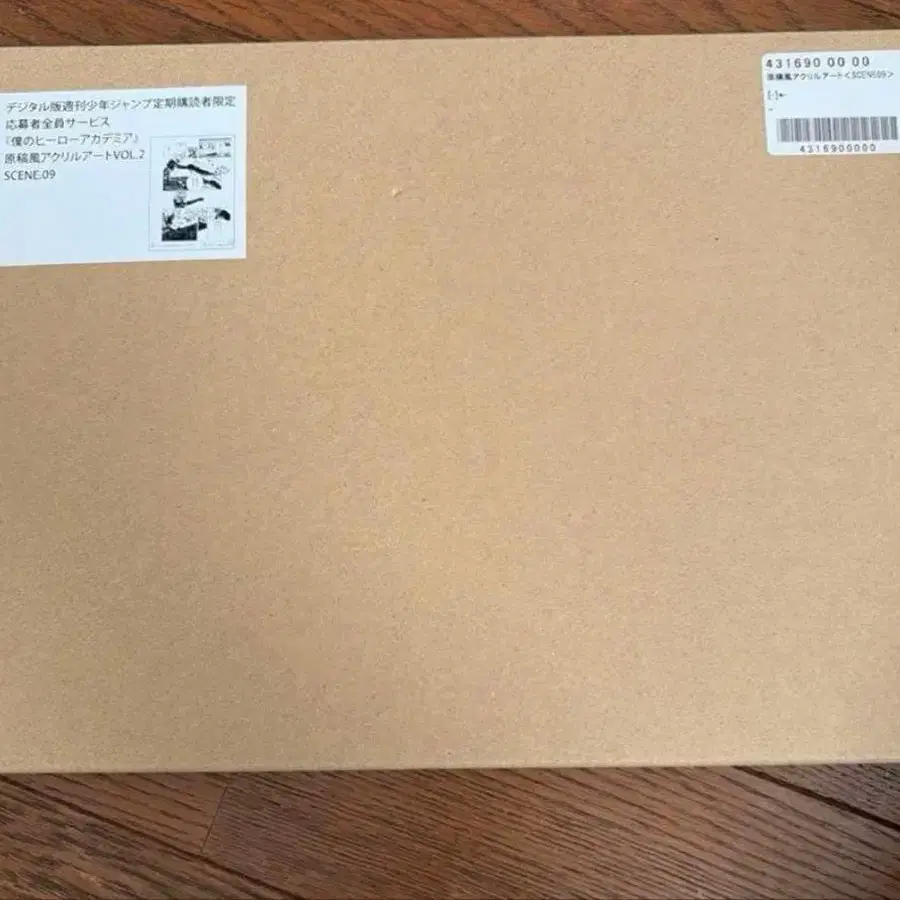 デジタル版週刊少年ジャンプ定期購読者限定
応募者全員サービス
『僕のヒーローアカデミア』
原稿風アクリルアートVOL.2
SCENE.09
431690 00 00
原稿風アクリルアート<SCENE09>
[-]*-
-
4316900000